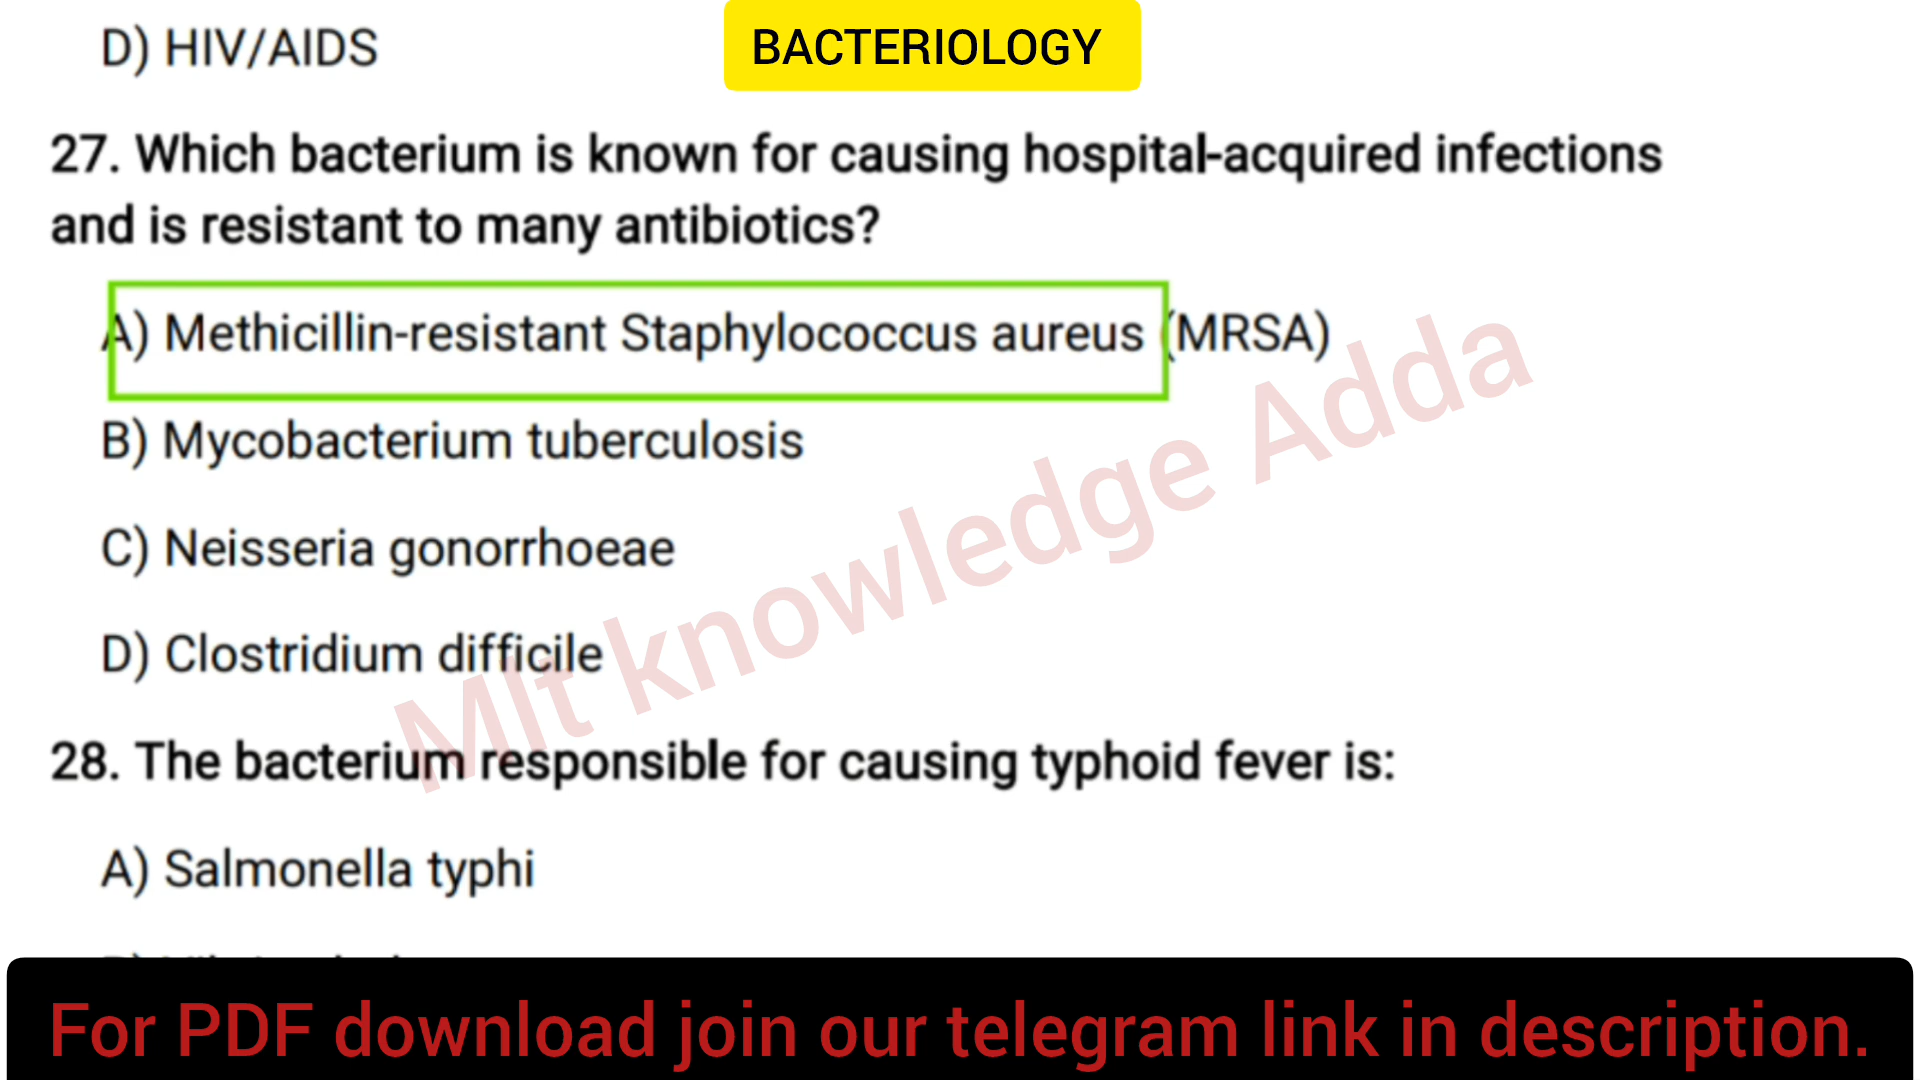 D) HIV/AIDS
BACTERIOLOGY
27. Which bacterium is known for causing hospital-acquired infections
and is resistant to many antibiotics?
A) Methicillin-resistant Staphylococcus aureus (MRSA)
B) Mycobacterium tuberculosis
C) Neisseria gonorrhoeae
D) Clostridium difficile
Mlt knowledge Adda
28. The bacterium responsible for causing typhoid fever is:
A) Salmonella typhi
For PDF download join our telegram link in description.